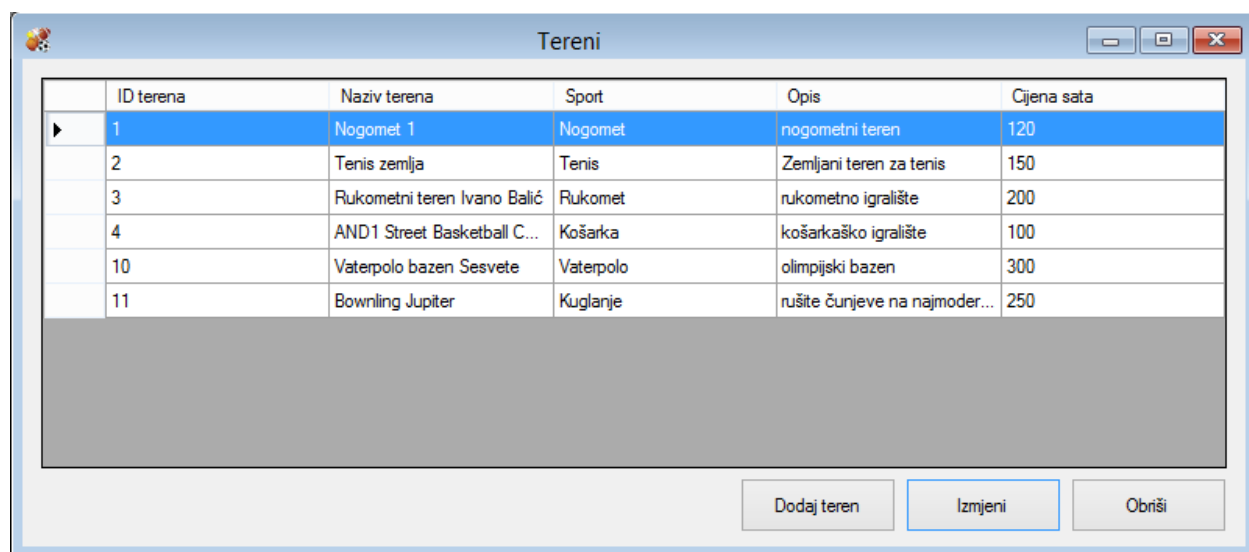 Tereni
ID terena Naziv terena Sport Opis Cijena sata
1 Nogomet 1 Nogomet nogometni teren 120
2 Tenis zemlja Tenis Zemljani teren za tenis 150
3 Rukometni teren Ivano Balić Rukomet rukometno igralište 200
4 AND1 Street Basketball C... Košarka košarkaško igralište 100
10 Vaterpolo bazen Sesvete Vaterpolo olimpijski bazen 300
11 Bownling Jupiter Kuglanje rušite čunjeve na najmoder... 250
Dodaj teren Izmjeni Obriši